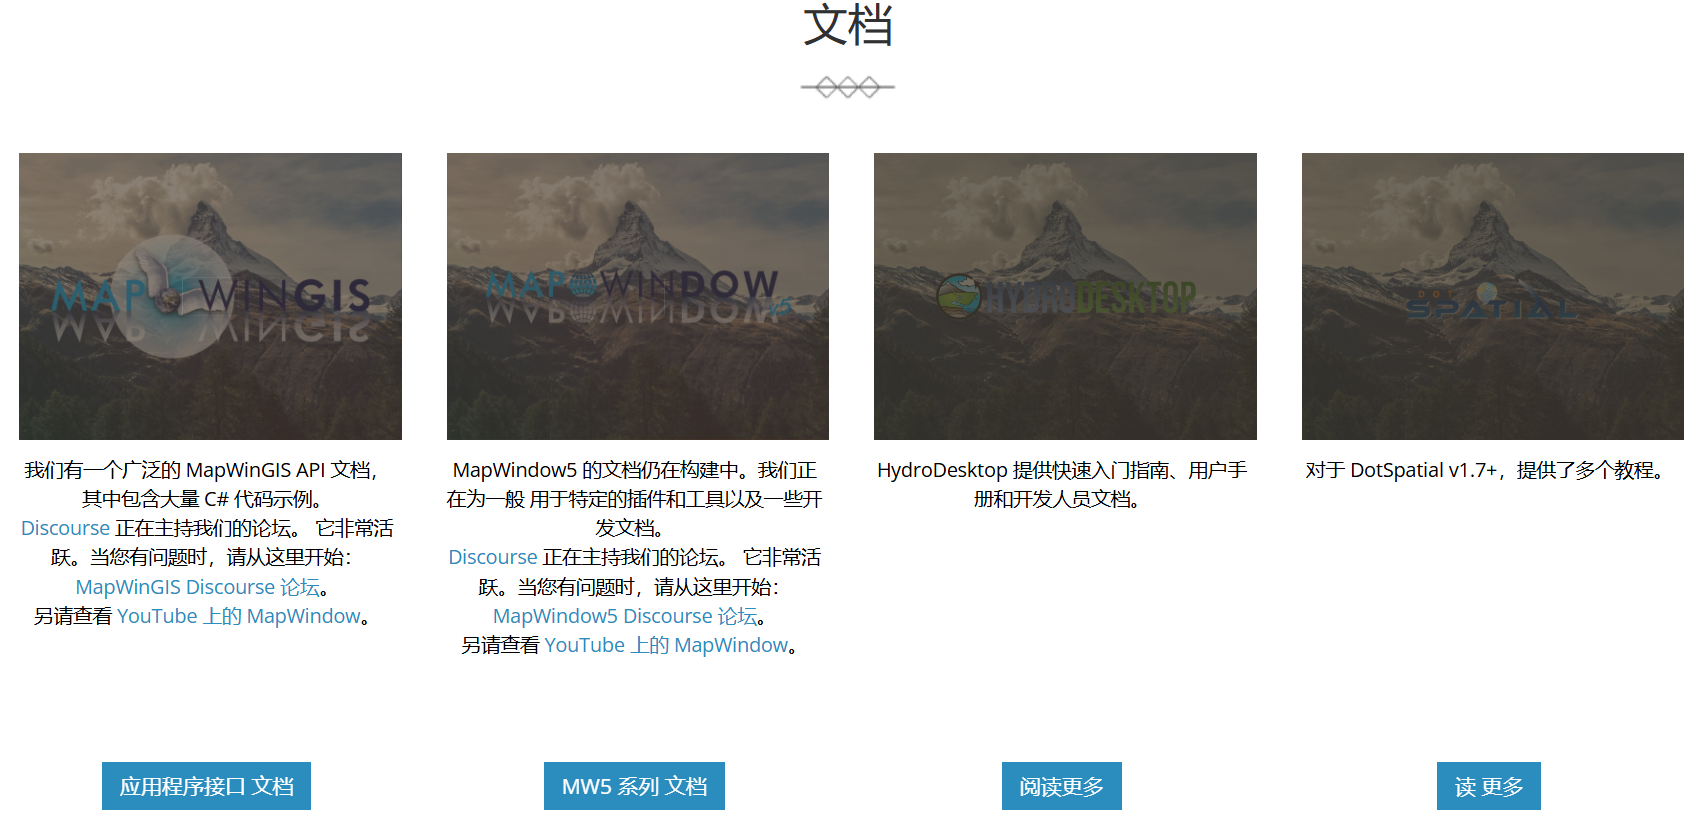 文档
MAP WINGIS
MAP WINDOW5
HYDRODESKTOP
SPATIAL
我们有一个广泛的 MapWinGIS API 文档，
其中包含大量 C# 代码示例。
Discourse 正在主持我们的论坛。 它非常活
跃。当您有问题时，请从这里开始：
MapWinGIS Discourse 论坛。
另请查看 YouTube 上的 MapWindow。
MapWindow5 的文档仍在构建中。我们正
在为一般 用于特定的插件和工具以及一些开
发文档。
Discourse 正在主持我们的论坛。 它非常活
跃。当您有问题时，请从这里开始：
MapWindow5 Discourse 论坛。
另请查看 YouTube 上的 MapWindow。
HydroDesktop 提供快速入门指南、用户手
册和开发人员文档。
对于 DotSpatial v1.7+，提供了多个教程。
应用程序接口 文档
MW5 系列 文档
阅读更多
读 更多